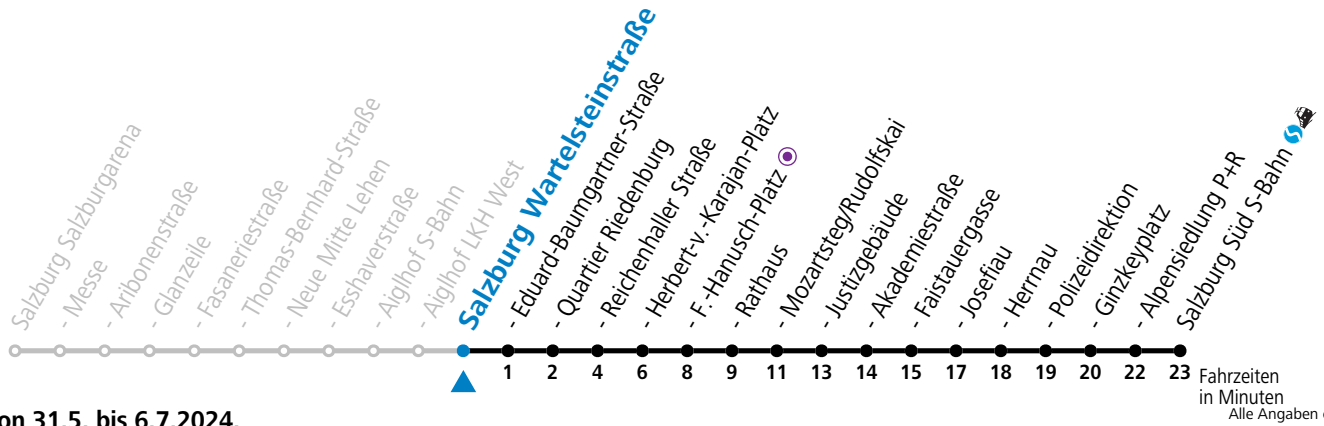 Salzburg Salzburgarena
- Messe
- Aribonenstraße
- Glanzeile
- Fasaneriestraße
- Thomas-Bernhard-Straße
- Neue Mitte Lehen
- Esshaverstraße
- Aiglhof S-Bahn
- Aiglhof LKH West
Salzburg Wartelsteinstraße
- Eduard-Baumgartner-Straße
- Quartier Riedenburg
- Reichenhaller Straße
- Herbert-v.-Karajan-Platz
- F.-Hanusch-Platz
- Rathaus
- Mozartsteg/Rudolfskai
- Justizgebäude
- Akademiestraße
- Faistauergasse
- Josefiau
- Herrnau
- Polizeidirektion
- Ginzkeyplatz
- Alpensiedlung P+R
Salzburg Süd S-Bahn
1 2 4 6 8 9 11 13 14 15 17 18 19 20 22 23
Fahrzeiten
in Minuten
Alle Angaben
on 31.5. bis 6.7.2024.